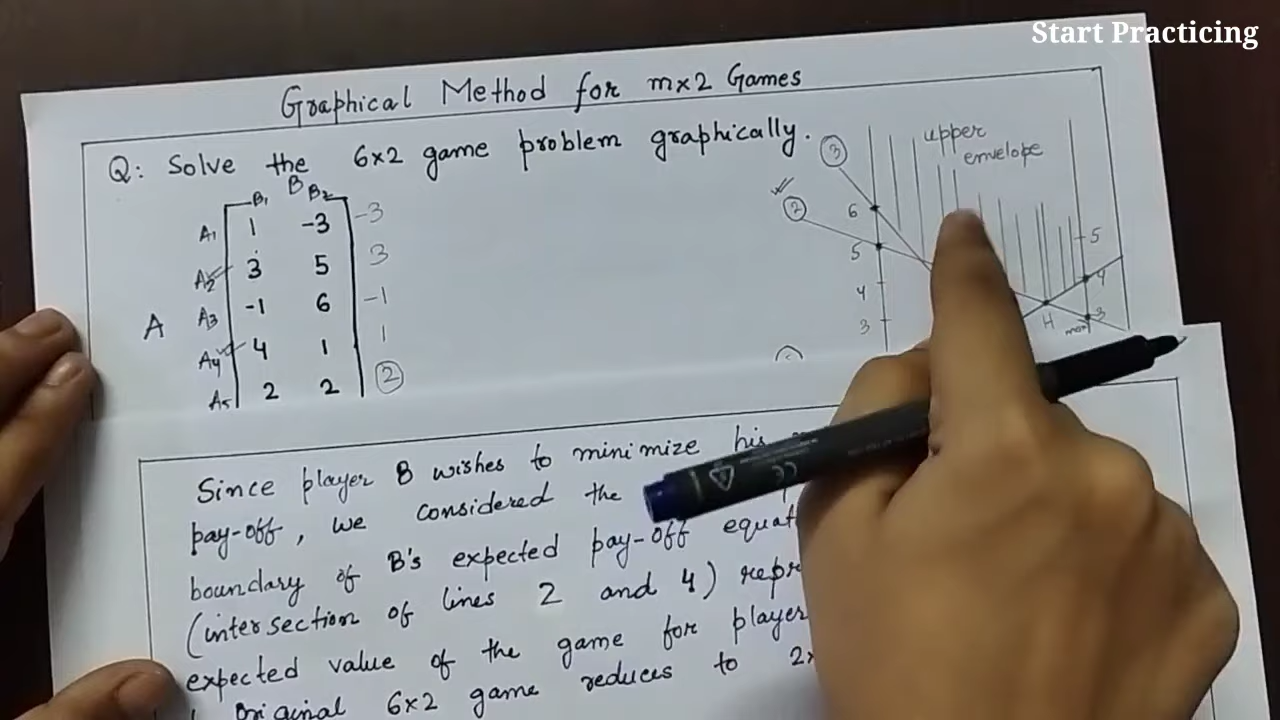 Start Practicing
Graphical Method for m×2 Games
Q: Solve the 6×2 game problem graphically.
B
B1 B2
A1 1 -3 -3
A2 3 5 3
A A3 -1 6 -1
A4 4 1 1
A5 2 2 2
upper
envelope
3
2
6
5 5
4 4
3 H 3
Since player B wishes to minimize his
pay-off, we considered the
boundary of B's expected pay-off
(intersection of lines 2 and 4)
expected value of the game for player
original 6×2 game reduces to